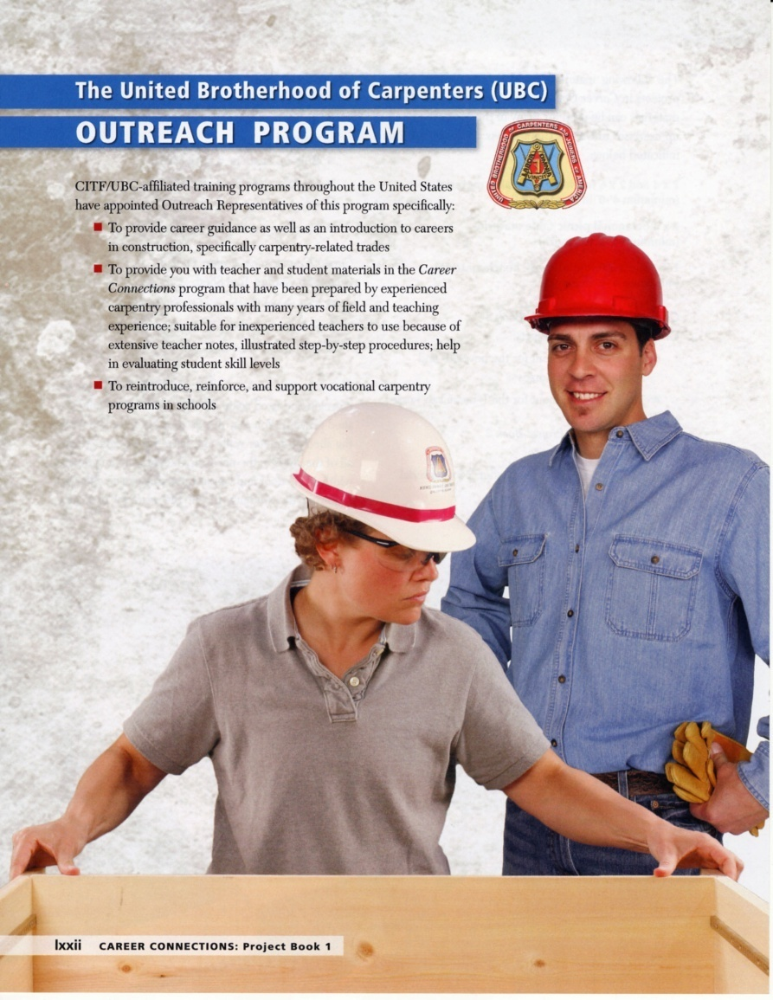 The United Brotherhood of Carpenters (UBC)
OUTREACH PROGRAM
UNITED BROTHERHOOD OF CARPENTERS AND JOINERS OF AMERICA
LABOR OMNIA VINCIT
CITF/UBC-affiliated training programs throughout the United States
have appointed Outreach Representatives of this program specifically:
■ To provide career guidance as well as an introduction to careers
in construction, specifically carpentry-related trades
■ To provide you with teacher and student materials in the Career
Connections program that have been prepared by experienced
carpentry professionals with many years of field and teaching
experience; suitable for inexperienced teachers to use because of
extensive teacher notes, illustrated step-by-step procedures; help
in evaluating student skill levels
■ To reintroduce, reinforce, and support vocational carpentry
programs in schools
lxxii CAREER CONNECTIONS: Project Book 1